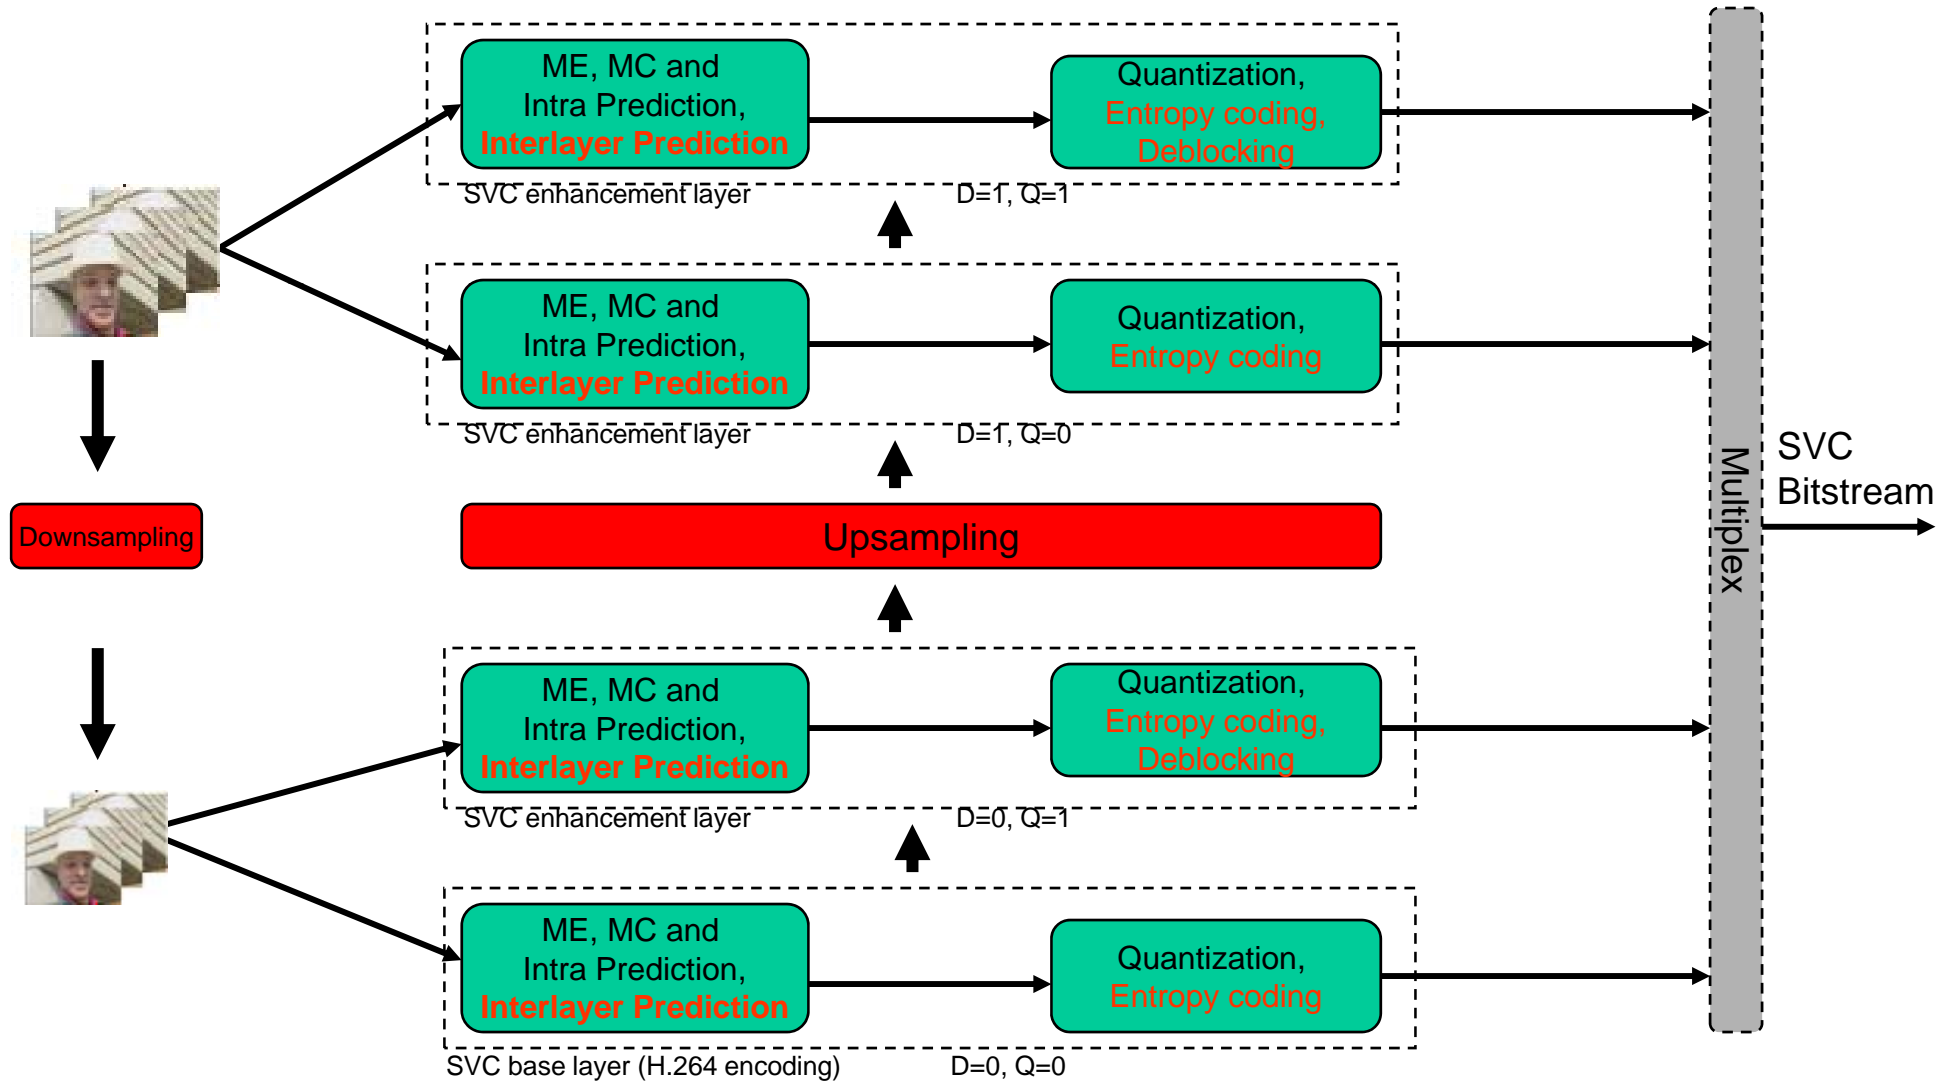 ME, MC and
Intra Prediction,
Interlayer Prediction
Quantization,
Entropy coding,
Deblocking
SVC enhancement layer
D=1, Q=1
ME, MC and
Intra Prediction,
Interlayer Prediction
Quantization,
Entropy coding
SVC enhancement layer
D=1, Q=0
Downsampling
Upsampling
Multiplex
SVC
Bitstream
ME, MC and
Intra Prediction,
Interlayer Prediction
Quantization,
Entropy coding,
Deblocking
SVC enhancement layer
D=0, Q=1
ME, MC and
Intra Prediction,
Interlayer Prediction
Quantization,
Entropy coding
SVC base layer (H.264 encoding)
D=0, Q=0